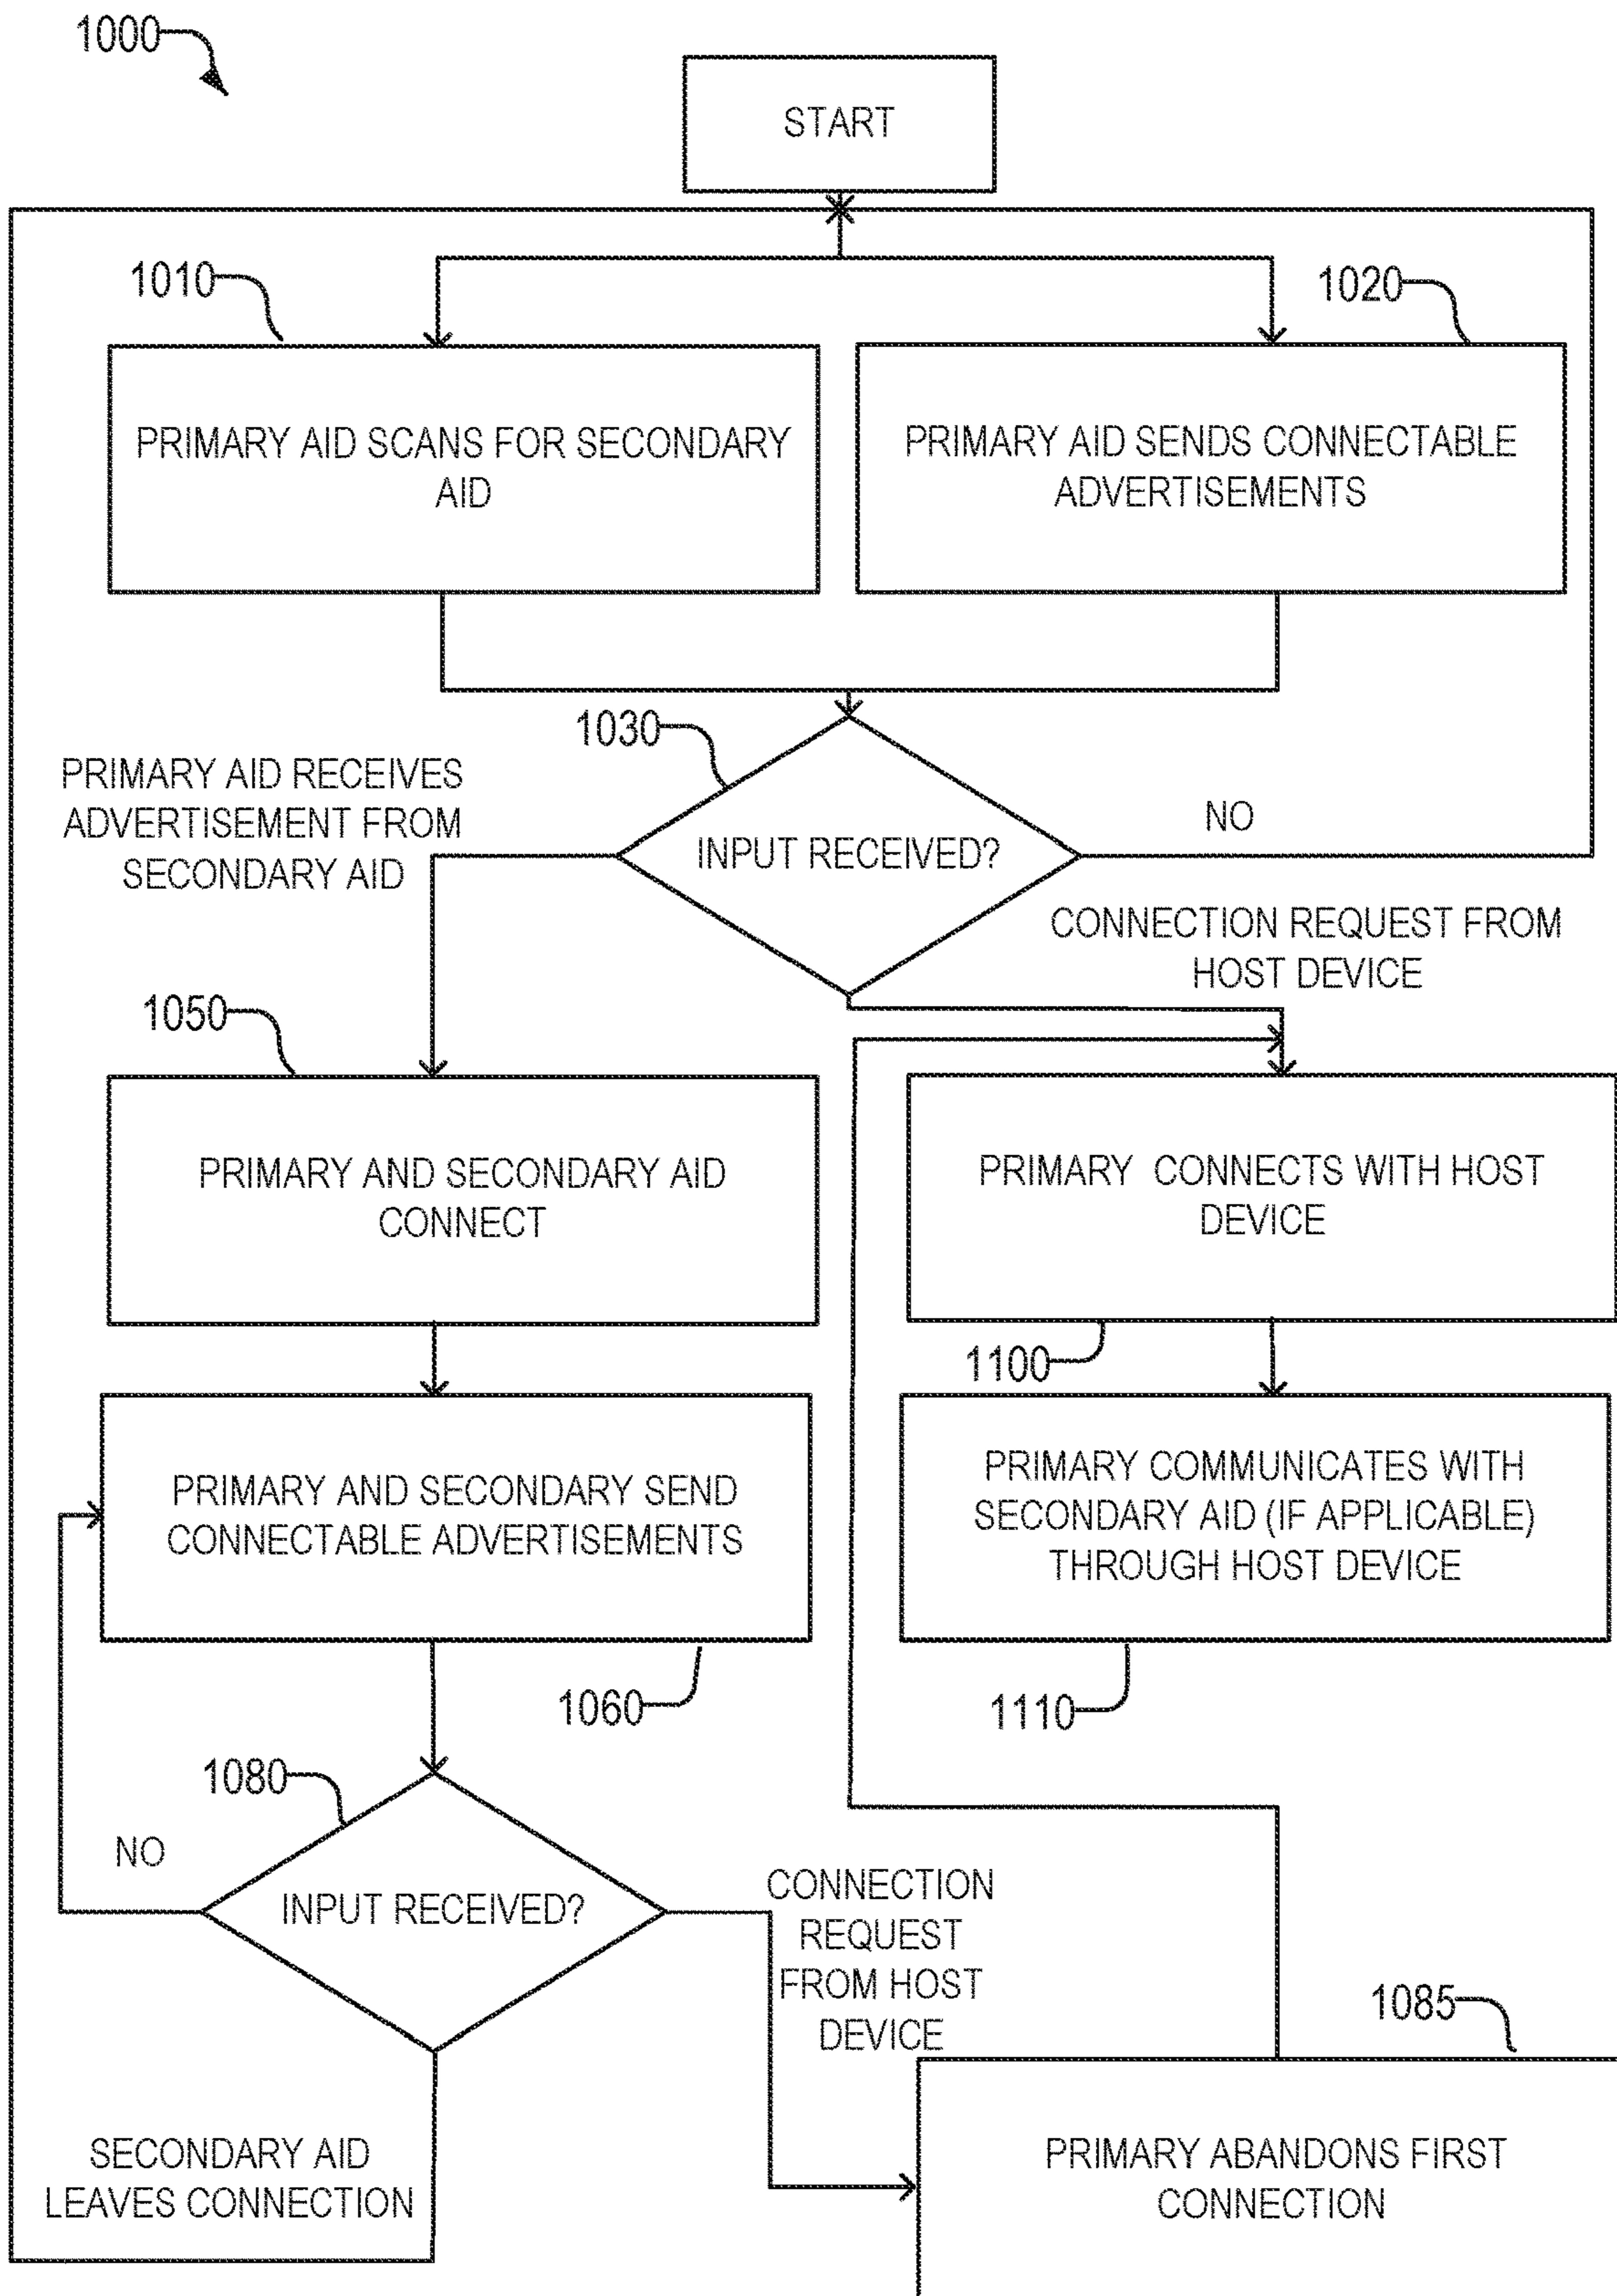 1000
START
1010
1020
PRIMARY AID SCANS FOR SECONDARY
AID
PRIMARY AID SENDS CONNECTABLE
ADVERTISEMENTS
1030
PRIMARY AID RECEIVES
ADVERTISEMENT FROM
SECONDARY AID
INPUT RECEIVED?
NO
CONNECTION REQUEST FROM
HOST DEVICE
1050
PRIMARY AND SECONDARY AID
CONNECT
PRIMARY CONNECTS WITH HOST
DEVICE
1100
PRIMARY AND SECONDARY SEND
CONNECTABLE ADVERTISEMENTS
PRIMARY COMMUNICATES WITH
SECONDARY AID (IF APPLICABLE)
THROUGH HOST DEVICE
1060
1110
1080
NO
INPUT RECEIVED?
CONNECTION
REQUEST
FROM HOST
DEVICE
1085
SECONDARY AID
LEAVES CONNECTION
PRIMARY ABANDONS FIRST
CONNECTION